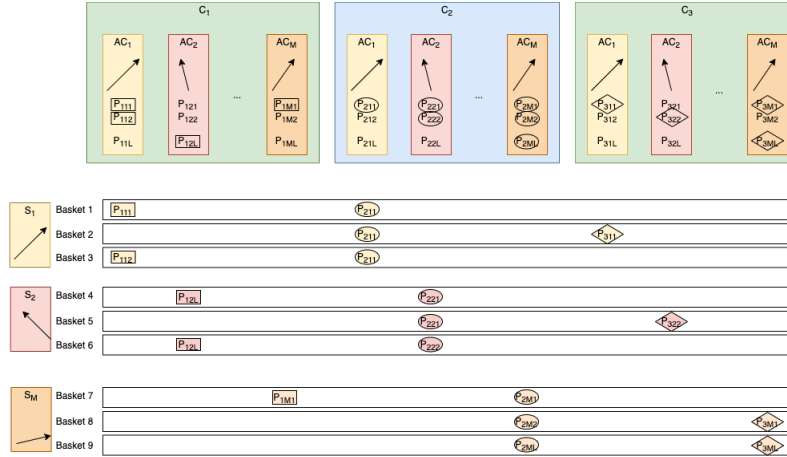 C1 C2 C3
AC1 AC2 ACM AC1 AC2 ACM AC1 AC2 ACM
... ... ...
P111 P121 P1M1 P211 P221 P2M1 P311 P321 P3M1
P112 P122 P1M2 P212 P222 P2M2 P312 P322 P3M2
P11L P12L P1ML P21L P22L P2ML P31L P32L P3ML
S1 Basket 1 P111 P211
Basket 2 P211 P311
Basket 3 P112 P211
S2 Basket 4 P12L P221
Basket 5 P221 P322
Basket 6 P12L P222
SM Basket 7 P1M1 P2M1
Basket 8 P2M2 P3M1
Basket 9 P2ML P3ML